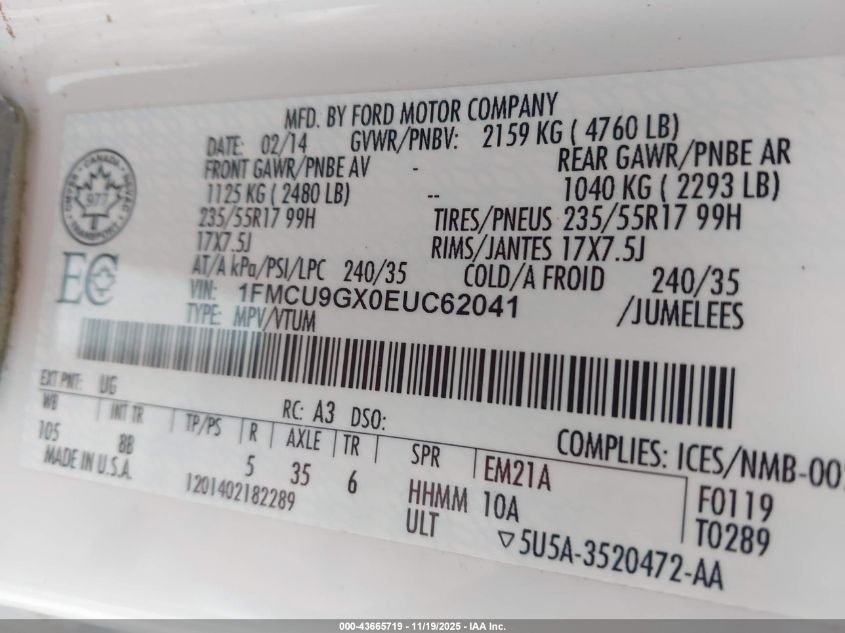 MFD. BY FORD MOTOR COMPANY
DATE: 02/14 GVWR/PNBV: 2159 KG ( 4760 LB)
FRONT GAWR/PNBE AV - REAR GAWR/PNBE AR
1125 KG ( 2480 LB) -- 1040 KG ( 2293 LB)
235/55R17 99H TIRES/PNEUS 235/55R17 99H
17X7.5J RIMS/JANTES 17X7.5J
AT/A kPa/PSI/LPC 240/35 COLD/A FROID 240/35
VIN: 1FMCU9GX0EUC62041 /JUMELEES
TYPE: MPV/VTUM
CANADA
977
T
TRANSPORT
EC
EXT PNT: UG RC: A3 DSO:
WB INT TR TP/PS R AXLE TR SPR EM21A COMPLIES: ICES/NMB-00
105 8B 5 35 6 HHMM 10A F0119
MADE IN U.S.A. 1201402182289 ULT T0289
▽5U5A-3520472-AA
000-43665719 - 11/19/2025 - IAA Inc.